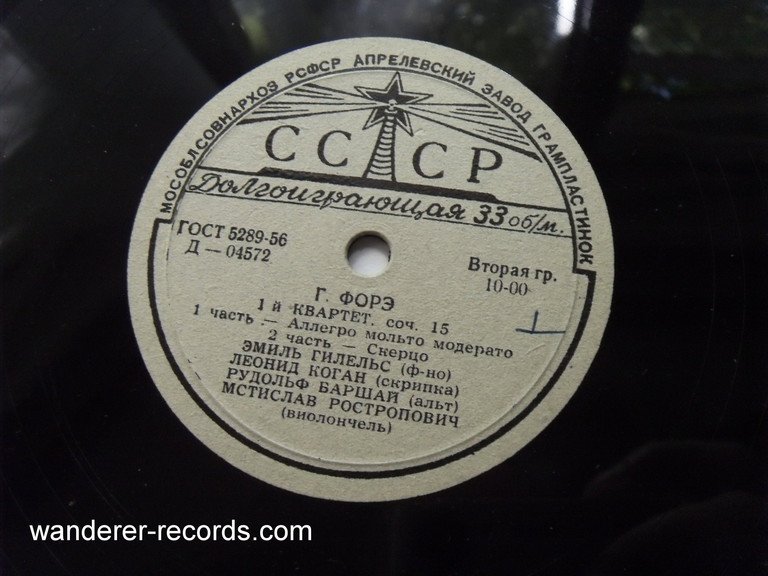 МОСОБЛСОВНАРХОЗ РСФСР АПРЕЛЕВСКИЙ ЗАВОД ГРАМПЛАСТИНОК
СССР
Долгоиграющая 33 об/м.
ГОСТ 5289-56
Д — 04572
Вторая гр.
10-00
Г. ФОРЭ
1 й КВАРТЕТ. соч. 15
1 часть — Аллегро мольто модерато
2 часть — Скерцо
ЭМИЛЬ ГИЛЕЛЬС (ф-но)
ЛЕОНИД КОГАН (скрипка)
РУДОЛЬФ БАРШАЙ (альт)
МСТИСЛАВ РОСТРОПОВИЧ
(виолончель)
wanderer-records.com